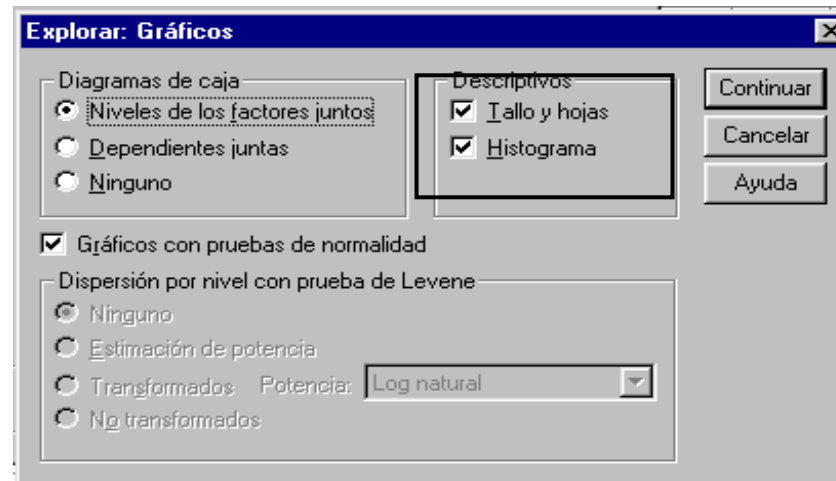 Explorar: Gráficos
Diagramas de caja
Niveles de los factores juntos
Dependientes juntas
Ninguno
Descriptivos
Tallo y hojas
Histograma
Continuar
Cancelar
Ayuda
Gráficos con pruebas de normalidad
Dispersión por nivel con prueba de Levene
Ninguno
Estimación de potencia
Transformados Potencia: Log natural
No transformados